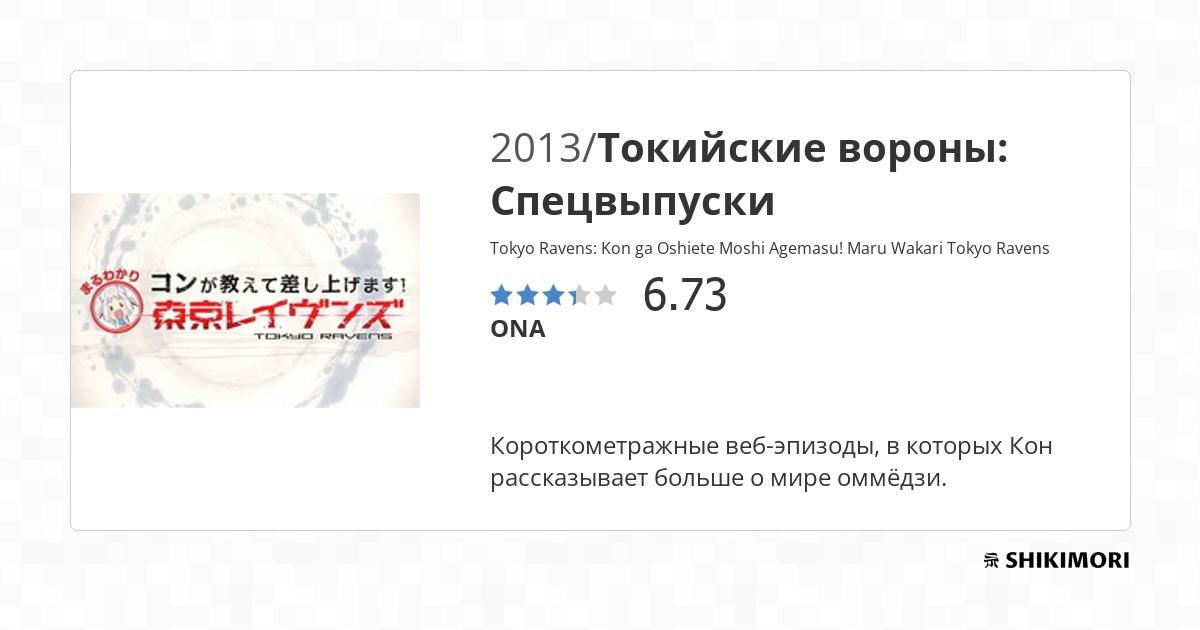 2013/Токийские вороны:
Спецвыпуски
Tokyo Ravens: Kon ga Oshiete Moshi Agemasu! Maru Wakari Tokyo Ravens
6.73
ONA
まるわかり
コンが教えて差し上げます!
東京レイヴンズ
TOKYO RAVENS
Короткометражные веб-эпизоды, в которых Кон
рассказывает больше о мире оммёдзи.
SHIKIMORI